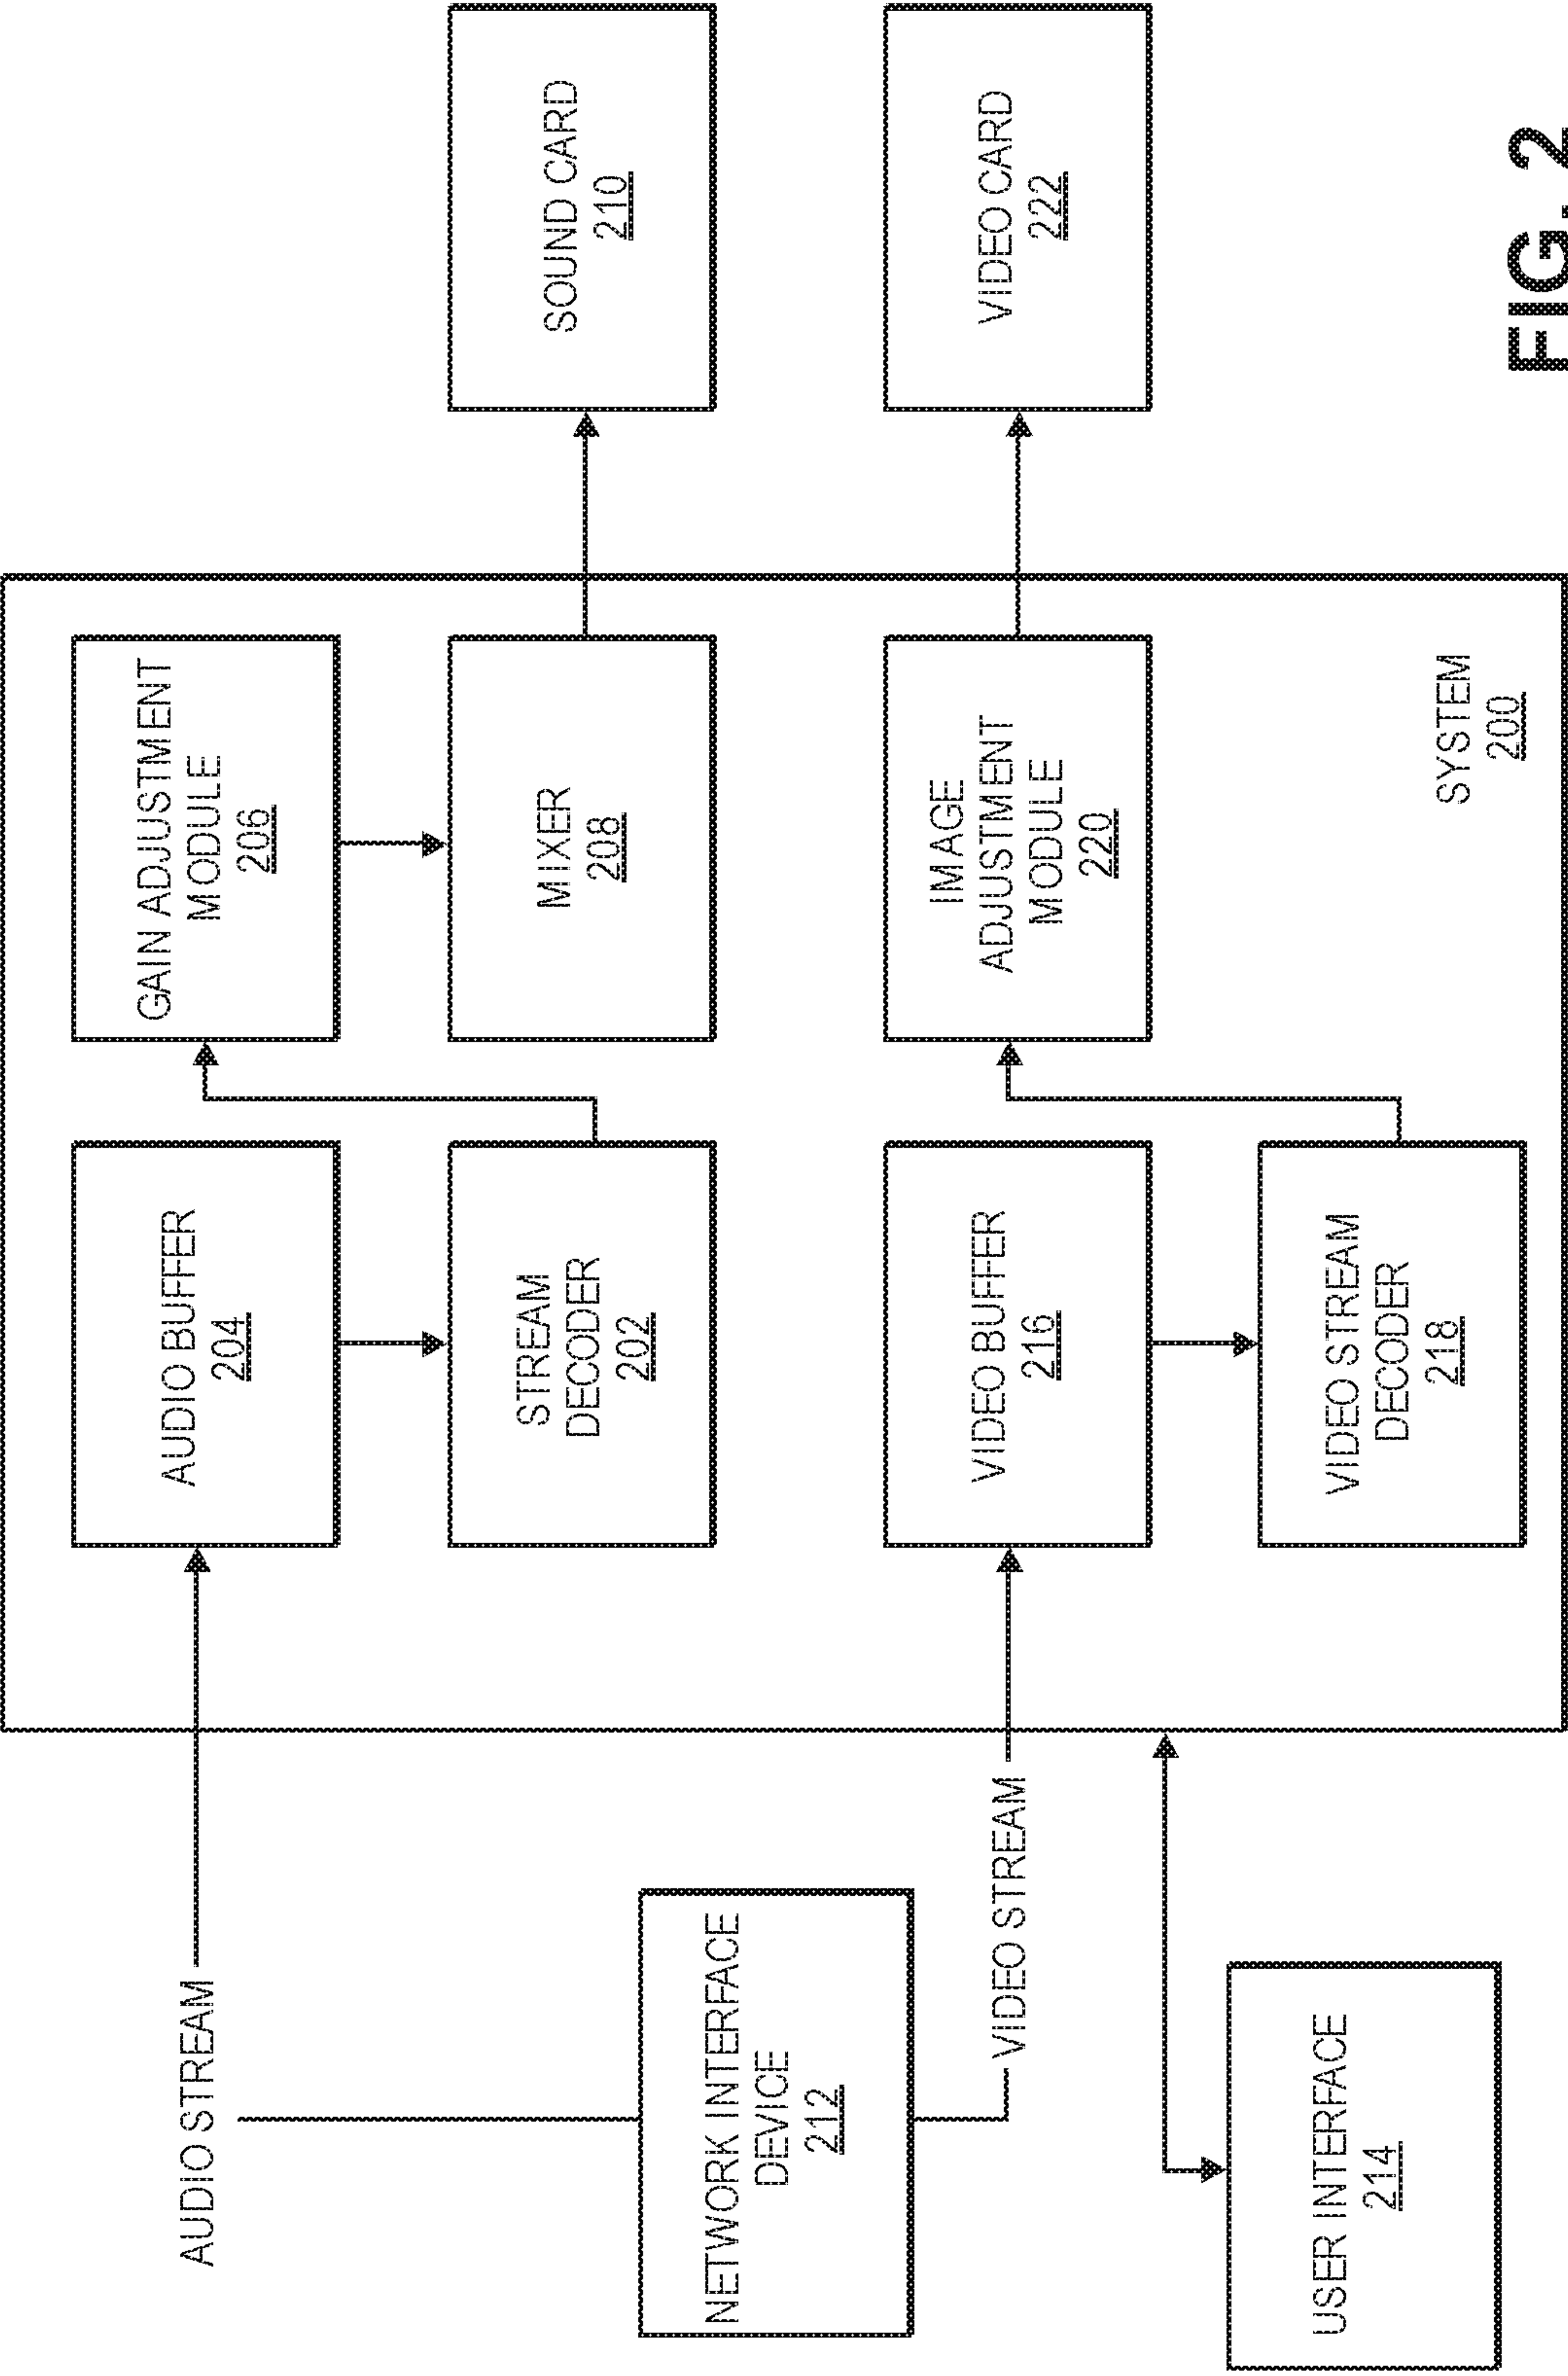 AUDIO STREAM
NETWORK INTERFACE
DEVICE
212
VIDEO STREAM
USER INTERFACE
214
AUDIO BUFFER
204
STREAM
DECODER
202
VIDEO BUFFER
216
VIDEO STREAM
DECODER
218
GAIN ADJUSTMENT
MODULE
206
MIXER
208
IMAGE
ADJUSTMENT
MODULE
220
SYSTEM
200
SOUND CARD
210
VIDEO CARD
222
FIG. 2